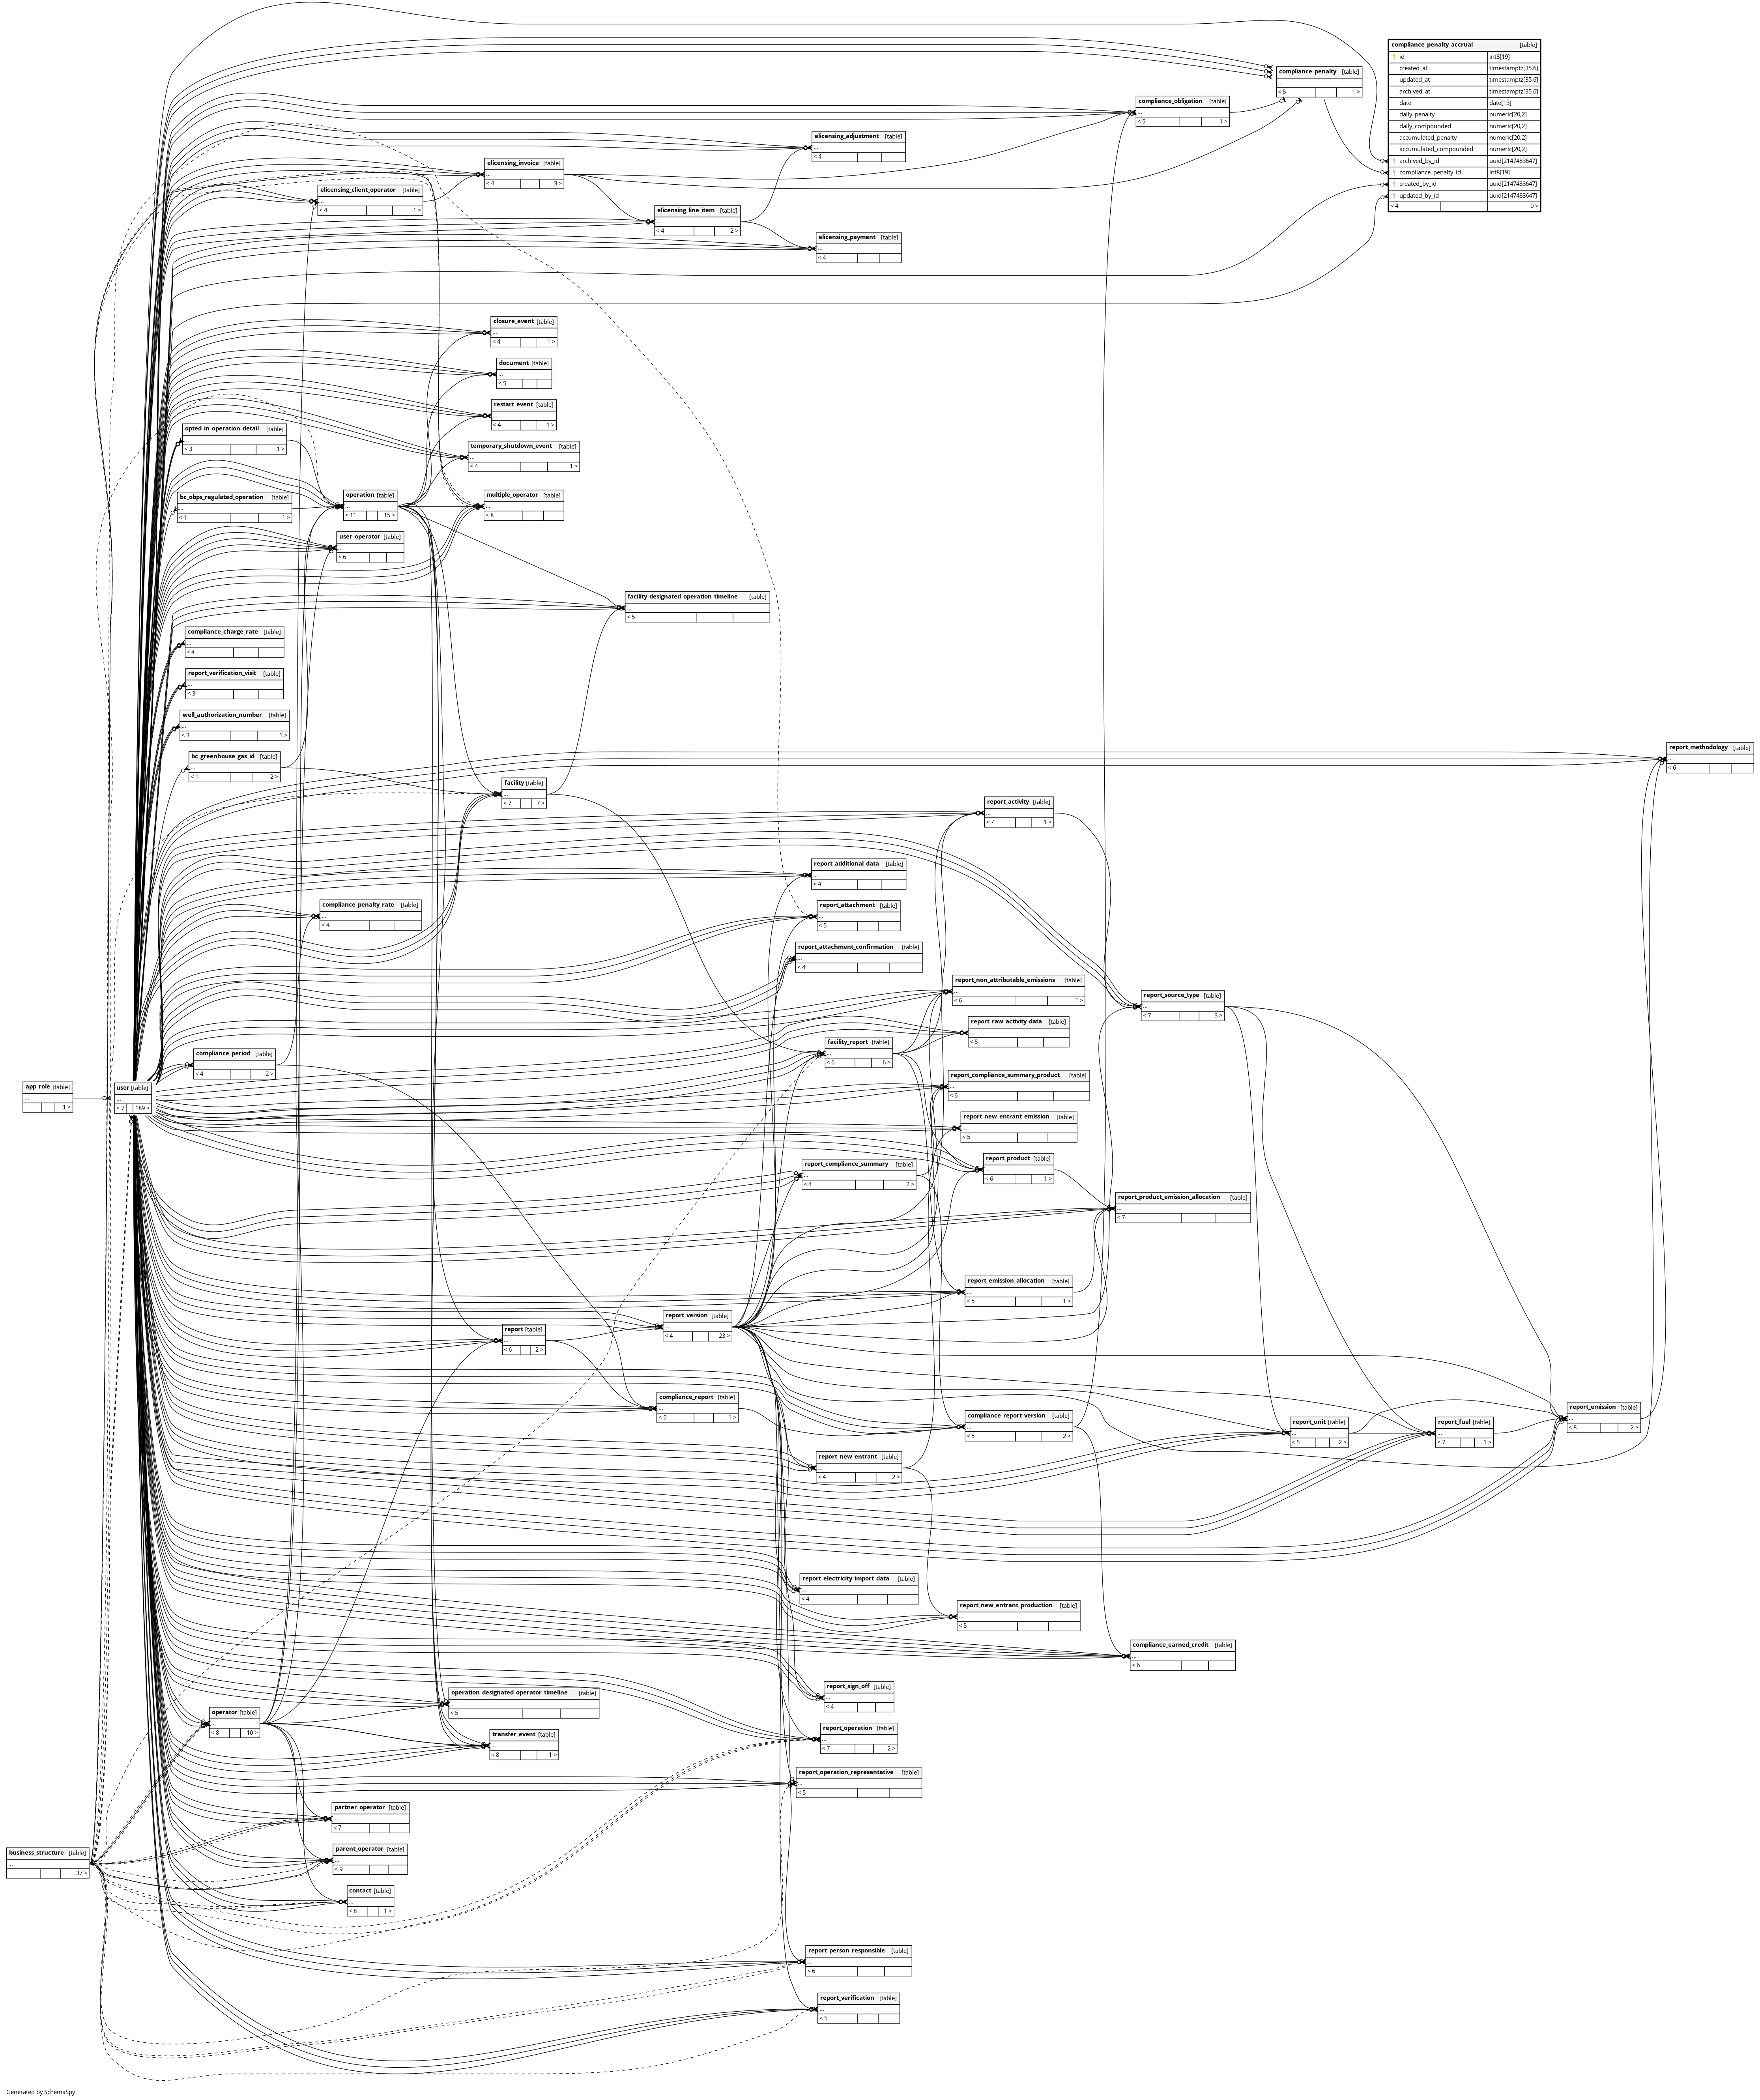 compliance_penalty_accrual [table]
id int8[19]
created_at timestamptz[35,6]
updated_at timestamptz[35,6]
archived_at timestamptz[35,6]
date date[13]
daily_penalty numeric[20,2]
daily_compounded numeric[20,2]
accumulated_penalty numeric[20,2]
accumulated_compounded numeric[20,2]
archived_by_id uuid[2147483647]
compliance_penalty_id int8[19]
created_by_id uuid[2147483647]
updated_by_id uuid[2147483647]
< 4 0 >
compliance_penalty [table]
...
< 5 1 >
compliance_obligation [table]
...
< 5 1 >
elicensing_adjustment [table]
...
< 4
elicensing_invoice [table]
...
< 4 3 >
elicensing_client_operator [table]
...
< 4 1 >
elicensing_line_item [table]
...
< 4 2 >
elicensing_payment [table]
...
< 4
closure_event [table]
...
< 4 1 >
document [table]
...
< 5
restart_event [table]
...
< 4 1 >
opted_in_operation_detail [table]
...
< 3 1 >
temporary_shutdown_event [table]
...
< 4 1 >
bc_obps_regulated_operation [table]
...
< 1 1 >
operation [table]
...
< 11 15 >
multiple_operator [table]
...
< 8
user_operator [table]
...
< 6
facility_designated_operation_timeline [table]
...
< 5
compliance_charge_rate [table]
...
< 4
report_verification_visit [table]
...
< 3
well_authorization_number [table]
...
< 3 1 >
bc_greenhouse_gas_id [table]
...
< 1 2 >
report_methodology [table]
...
< 6
facility [table]
...
< 7 7 >
report_activity [table]
...
< 7 1 >
report_additional_data [table]
...
< 4
compliance_penalty_rate [table]
...
< 4
report_attachment [table]
...
< 5
report_attachment_confirmation [table]
...
< 4
report_non_attributable_emissions [table]
...
< 6 1 >
report_source_type [table]
...
< 7 3 >
report_raw_activity_data [table]
...
< 5
facility_report [table]
...
< 6 6 >
compliance_period [table]
...
< 4 2 >
report_compliance_summary_product [table]
...
< 6
app_role [table]
...
1 >
user [table]
...
< 7 189 >
report_new_entrant_emission [table]
...
< 5
report_product [table]
...
< 6 1 >
report_compliance_summary [table]
...
< 4 2 >
report_product_emission_allocation [table]
...
< 7
report_emission_allocation [table]
...
< 5 1 >
report_version [table]
...
< 4 23 >
report [table]
...
< 6 2 >
compliance_report [table]
...
< 5 1 >
compliance_report_version [table]
...
< 5 2 >
report_unit [table]
...
< 5 2 >
report_fuel [table]
...
< 7 1 >
report_emission [table]
...
< 8 2 >
report_new_entrant [table]
...
< 4 2 >
report_electricity_import_data [table]
...
< 4
report_new_entrant_production [table]
...
< 5
compliance_earned_credit [table]
...
< 6
report_sign_off [table]
...
< 4
operation_designated_operator_timeline [table]
...
< 5
operator [table]
...
< 8 10 >
report_operation [table]
...
< 7 2 >
transfer_event [table]
...
< 8 1 >
report_operation_representative [table]
...
< 5
partner_operator [table]
...
< 7
business_structure [table]
...
37 >
parent_operator [table]
...
< 9
contact [table]
...
< 8 1 >
report_person_responsible [table]
...
< 6
report_verification [table]
...
< 5
Generated by SchemaSpy